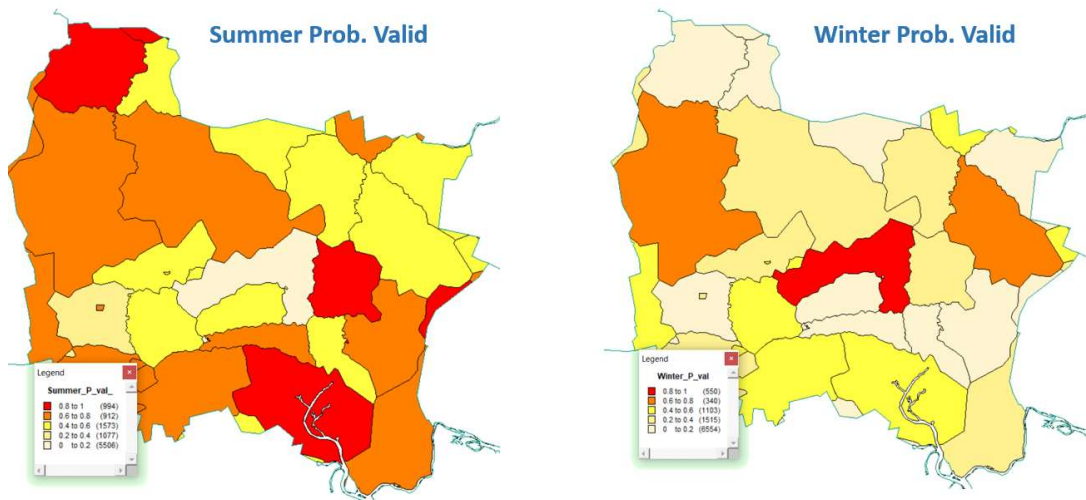 Summer Prob. Valid
Legend
Summer_P_val_
0.8 to 1 (994)
0.6 to 0.8 (912)
0.4 to 0.6 (1573)
0.2 to 0.4 (1077)
0 to 0.2 (5506)
Winter Prob. Valid
Legend
Winter_P_val
0.8 to 1 (550)
0.6 to 0.8 (340)
0.4 to 0.6 (1103)
0.2 to 0.4 (1515)
0 to 0.2 (6554)